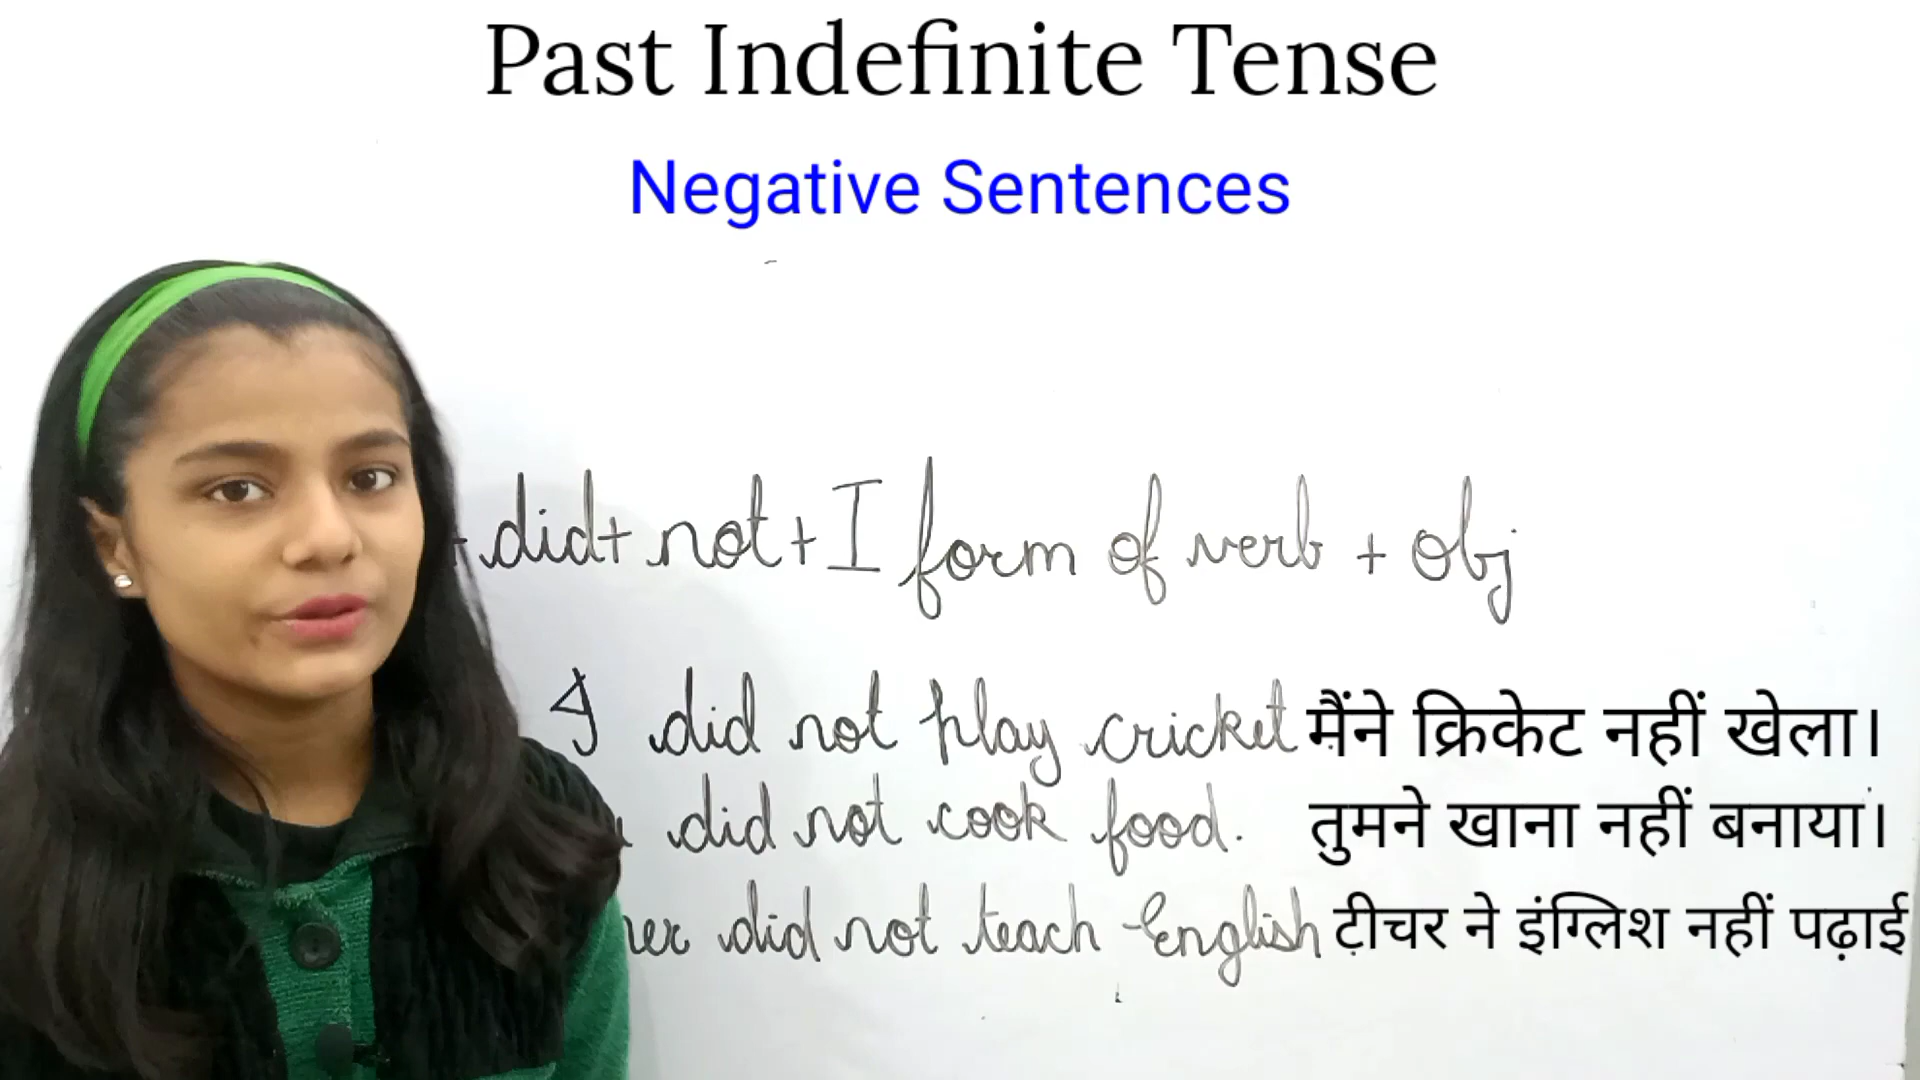 Past Indefinite Tense
Negative Sentences
did+ not + I form of verb + obj
I did not play cricket मैंने क्रिकेट नहीं खेला।
did not cook food. तुमने खाना नहीं बनाया।
did not teach English टीचर ने इंग्लिश नहीं पढ़ाई